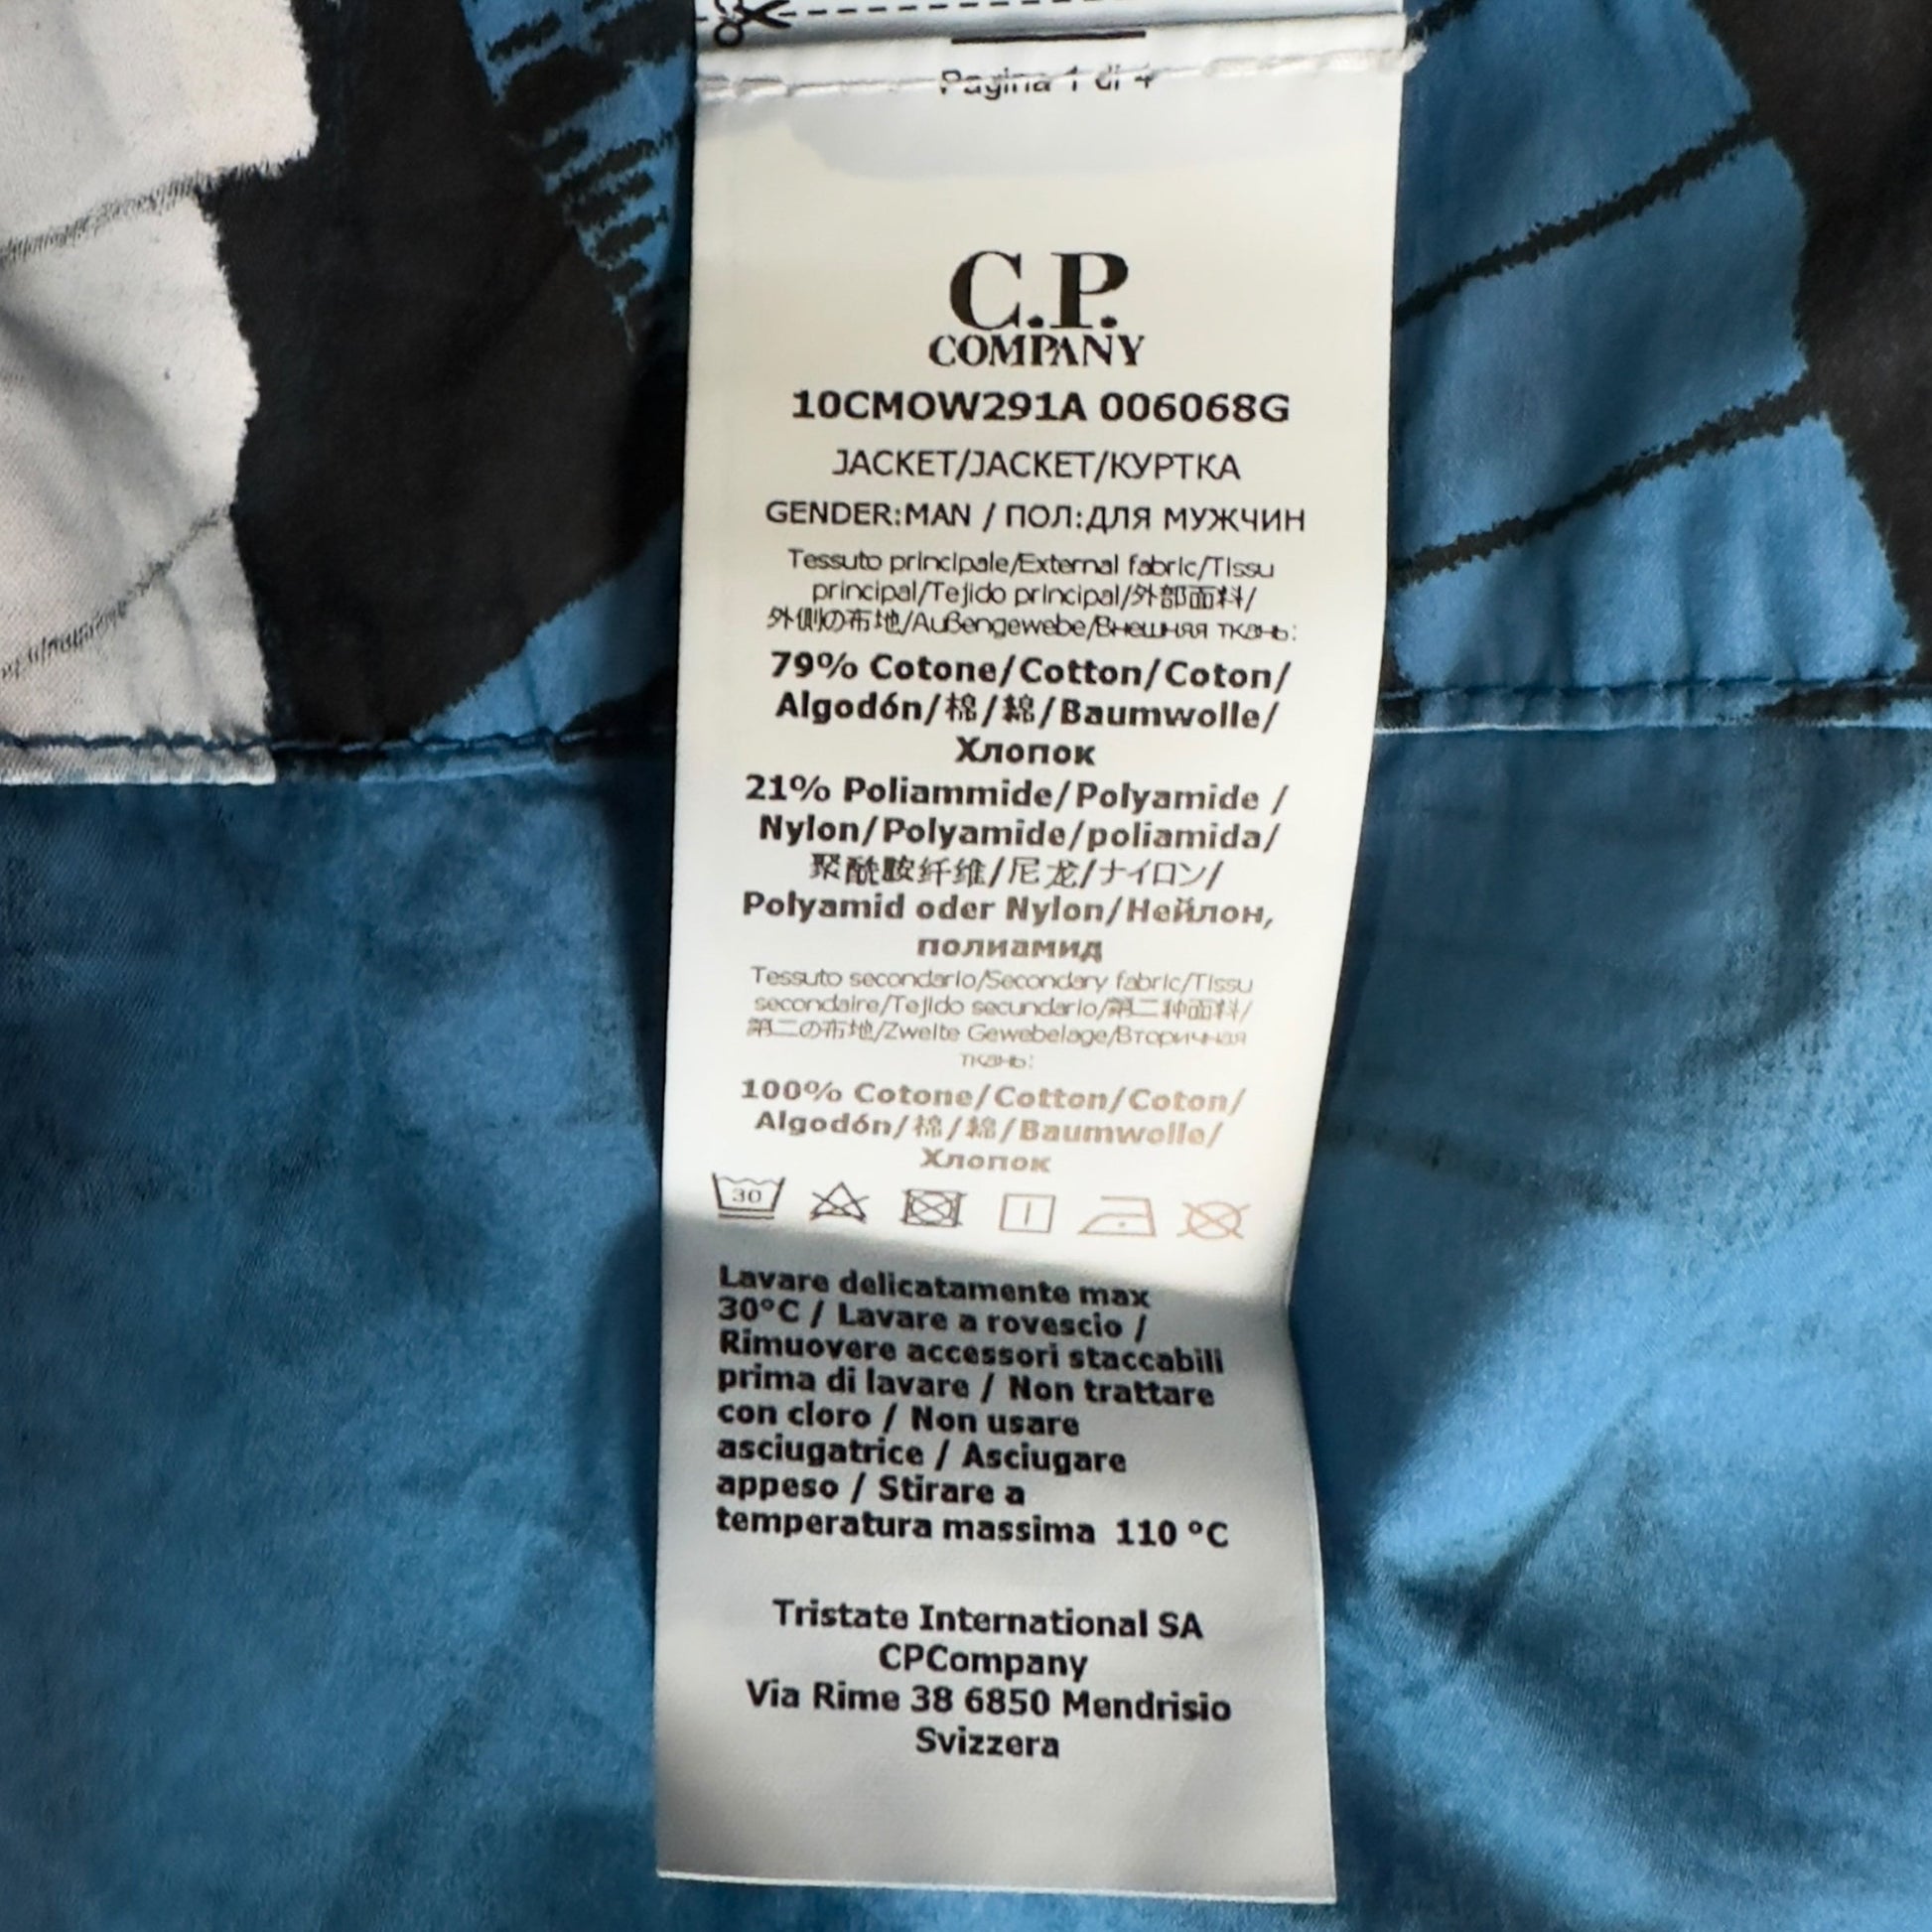 Pagina 1 di 4
C.P.
COMPANY
10CMOW291A 006068G
JACKET/JACKET/КУРТКА
GENDER:MAN / ПОЛ:ДЛЯ МУЖЧИН
Tessuto principale/External fabric/Tissu
principal/Tejido principal/外部面料/
外側の布地/Außengewebe/Внешняя ткань:
79% Cotone/Cotton/Coton/
Algodón/棉/綿/Baumwolle/
Хлопок
21% Poliammide/Polyamide /
Nylon/Polyamide/poliamida/
聚酰胺纤维/尼龙/ナイロン/
Polyamid oder Nylon/Нейлон,
полиамид
Tessuto secondario/Secondary fabric/Tissu
secondaire/Tejido secundario/第二种面料/
第二の布地/Zweite Gewebelage/Вторичная
ткань:
100% Cotone/Cotton/Coton/
Algodón/棉/綿/Baumwolle/
Хлопок
30
Lavare delicatamente max
30°C / Lavare a rovescio /
Rimuovere accessori staccabili
prima di lavare / Non trattare
con cloro / Non usare
asciugatrice / Asciugare
appeso / Stirare a
temperatura massima 110 °C
Tristate International SA
CPCompany
Via Rime 38 6850 Mendrisio
Svizzera